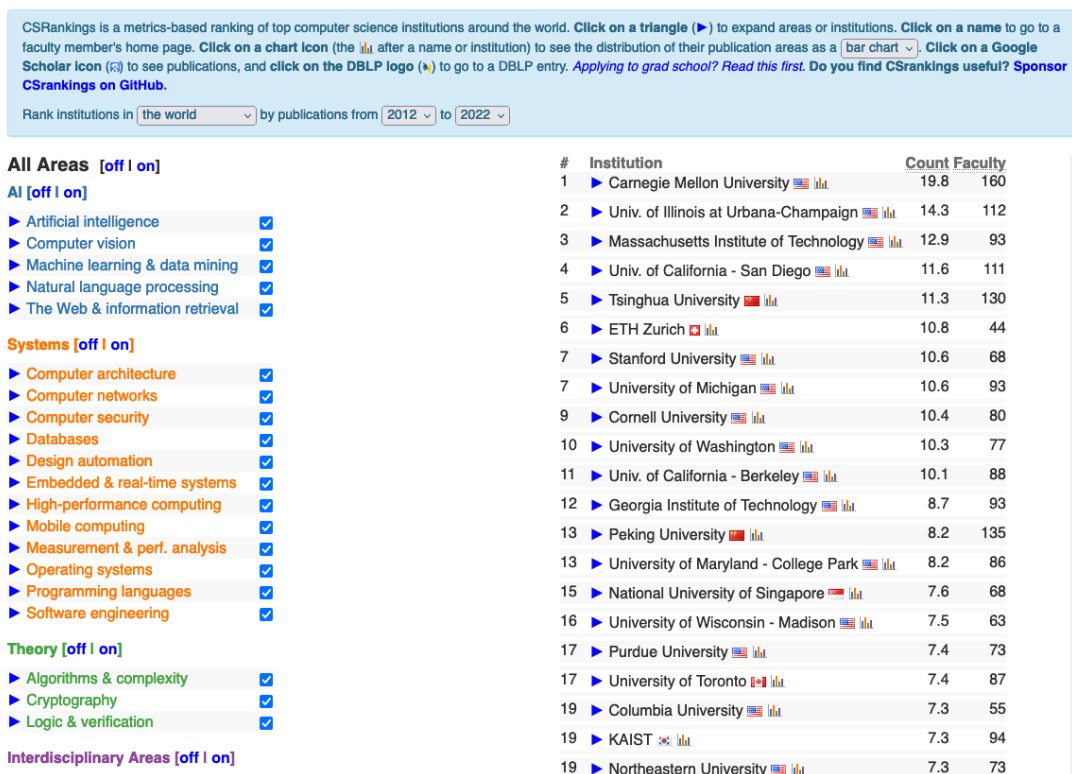 CSRankings is a metrics-based ranking of top computer science institutions around the world. Click on a triangle (►) to expand areas or institutions. Click on a name to go to a
faculty member's home page. Click on a chart icon (the after a name or institution) to see the distribution of their publication areas as a bar chart. Click on a Google
Scholar icon () to see publications, and click on the DBLP logo () to go to a DBLP entry. Applying to grad school? Read this first. Do you find CSrankings useful? Sponsor
CSrankings on GitHub.
Rank institutions in the world by publications from 2012 to 2022
All Areas [off | on]
AI [off | on]
► Artificial intelligence
► Computer vision
► Machine learning & data mining
► Natural language processing
► The Web & information retrieval
Systems [off | on]
► Computer architecture
► Computer networks
► Computer security
► Databases
► Design automation
► Embedded & real-time systems
► High-performance computing
► Mobile computing
► Measurement & perf. analysis
► Operating systems
► Programming languages
► Software engineering
Theory [off | on]
► Algorithms & complexity
► Cryptography
► Logic & verification
Interdisciplinary Areas [off | on]
# Institution Count Faculty
1 ► Carnegie Mellon University 19.8 160
2 ► Univ. of Illinois at Urbana-Champaign 14.3 112
3 ► Massachusetts Institute of Technology 12.9 93
4 ► Univ. of California - San Diego 11.6 111
5 ► Tsinghua University 11.3 130
6 ► ETH Zurich 10.8 44
7 ► Stanford University 10.6 68
7 ► University of Michigan 10.6 93
9 ► Cornell University 10.4 80
10 ► University of Washington 10.3 77
11 ► Univ. of California - Berkeley 10.1 88
12 ► Georgia Institute of Technology 8.7 93
13 ► Peking University 8.2 135
13 ► University of Maryland - College Park 8.2 86
15 ► National University of Singapore 7.6 68
16 ► University of Wisconsin - Madison 7.5 63
17 ► Purdue University 7.4 73
17 ► University of Toronto 7.4 87
19 ► Columbia University 7.3 55
19 ► KAIST 7.3 94
19 ► Northeastern University 7.3 73